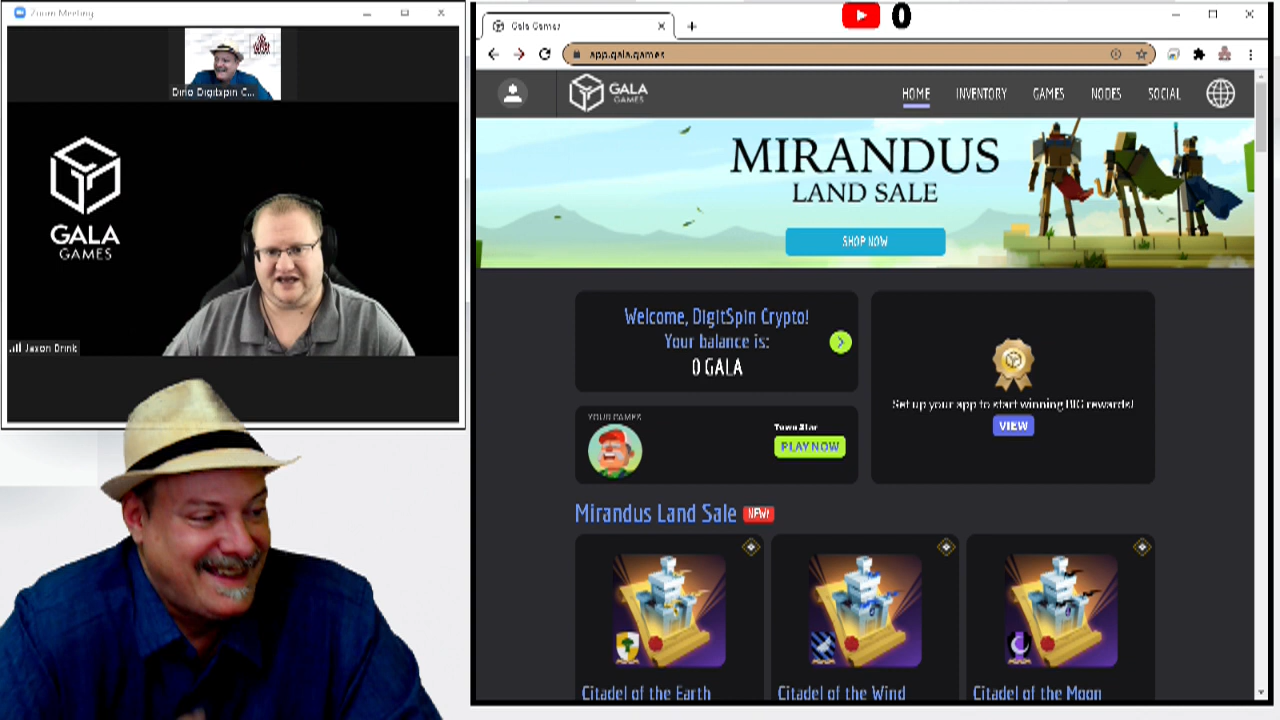 Zoom Meeting
Dino Digitxpin C...
GALA
GAMES
Jaxon Brink
0
Gala Games
app.gala.games
GALA
GAMES
HOME
INVENTORY
GAMES
NODES
SOCIAL
MIRANDUS
LAND SALE
SHOP NOW
Welcome, DigitSpin Crypto!
Your balance is:
0 GALA
YOUR GAMES
Town Star
PLAY NOW
Set up your app to start winning BIG rewards!
VIEW
Mirandus Land Sale NEW!
Citadel of the Earth
Citadel of the Wind
Citadel of the Moon